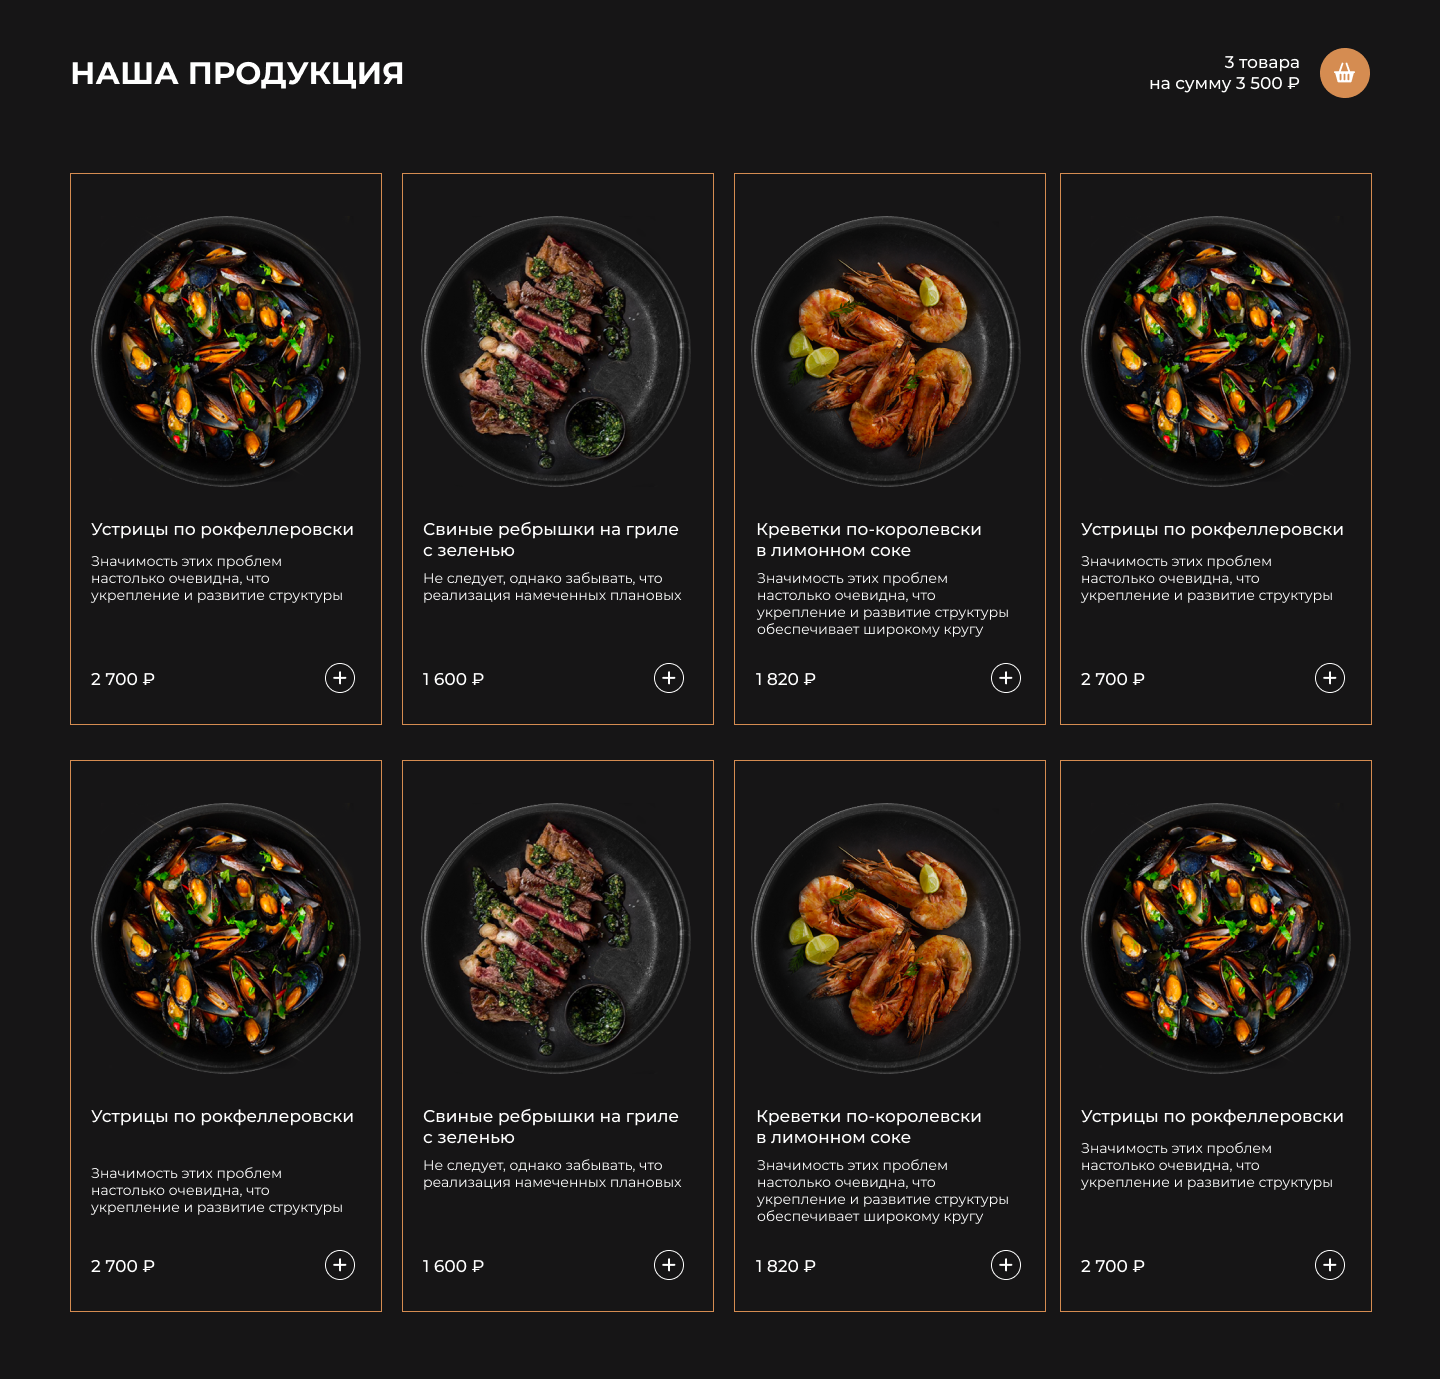 НАША ПРОДУКЦИЯ
3 товара
на сумму 3 500 ₽
Устрицы по рокфеллеровски
Значимость этих проблем
настолько очевидна, что
укрепление и развитие структуры
2 700 ₽
Свиные ребрышки на гриле
с зеленью
Не следует, однако забывать, что
реализация намеченных плановых
1 600 ₽
Креветки по-королевски
в лимонном соке
Значимость этих проблем
настолько очевидна, что
укрепление и развитие структуры
обеспечивает широкому кругу
1 820 ₽
Устрицы по рокфеллеровски
Значимость этих проблем
настолько очевидна, что
укрепление и развитие структуры
2 700 ₽
Устрицы по рокфеллеровски
Значимость этих проблем
настолько очевидна, что
укрепление и развитие структуры
2 700 ₽
Свиные ребрышки на гриле
с зеленью
Не следует, однако забывать, что
реализация намеченных плановых
1 600 ₽
Креветки по-королевски
в лимонном соке
Значимость этих проблем
настолько очевидна, что
укрепление и развитие структуры
обеспечивает широкому кругу
1 820 ₽
Устрицы по рокфеллеровски
Значимость этих проблем
настолько очевидна, что
укрепление и развитие структуры
2 700 ₽